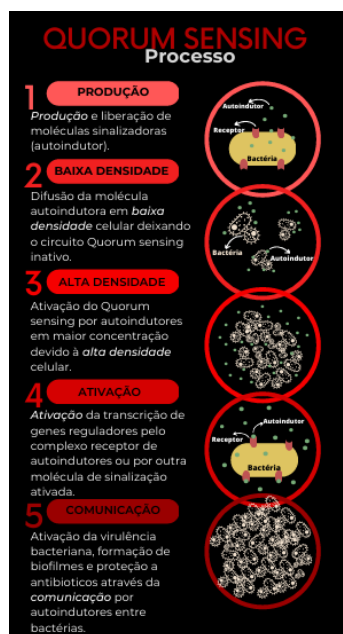 QUORUM SENSING
Processo
1 PRODUÇÃO
Produção e liberação de
moléculas sinalizadoras
(autoindutor).
Autoindutor
Receptor
Bactéria
2 BAIXA DENSIDADE
Difusão da molécula
autoindutora em baixa
densidade celular deixando
o circuito Quorum sensing
inativo.
Bactéria
Autoindutor
3 ALTA DENSIDADE
Ativação do Quorum
sensing por autoindutores
em maior concentração
devido à alta densidade
celular.
4 ATIVAÇÃO
Ativação da transcrição de
genes reguladores pelo
complexo receptor de
autoindutores ou por outra
molécula de sinalização
ativada.
Autoindutor
Receptor
Bactéria
5 COMUNICAÇÃO
Ativação da virulência
bacteriana, formação de
biofilmes e proteção a
antibioticos através da
comunicação por
autoindutores entre
bactérias.